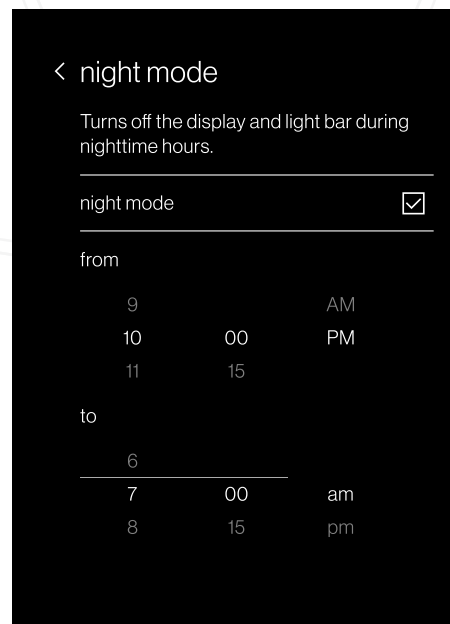 night mode
Turns off the display and light bar during
nighttime hours.
night mode
from
9 AM
10 00 PM
11 15
to
6
7 00 am
8 15 pm